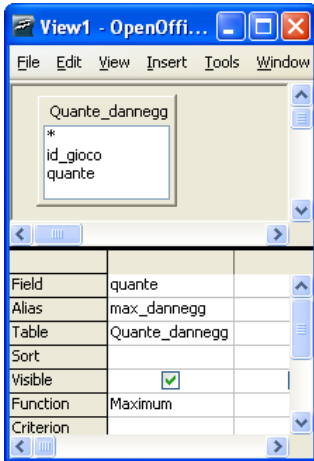 View1 - OpenOffi...
File Edit View Insert Tools Window
Quante_dannegg
*
id_gioco
quante
Field quante
Alias max_dannegg
Table Quante_dannegg
Sort
Visible
Function Maximum
Criterion